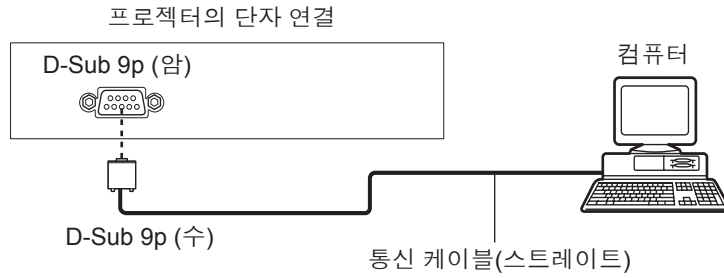 프로젝터의 단자 연결
D-Sub 9p (암)
컴퓨터
D-Sub 9p (수)
통신 케이블(스트레이트)